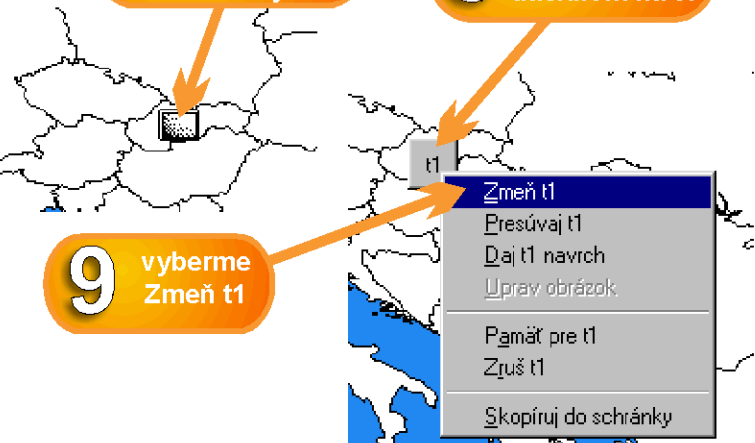 t1
Zmeň t1
Presúvaj t1
Daj t1 navrch
Uprav obrázok
Pamäť pre t1
Zruš t1
Skopíruj do schránky
9
vyberme
Zmeň t1